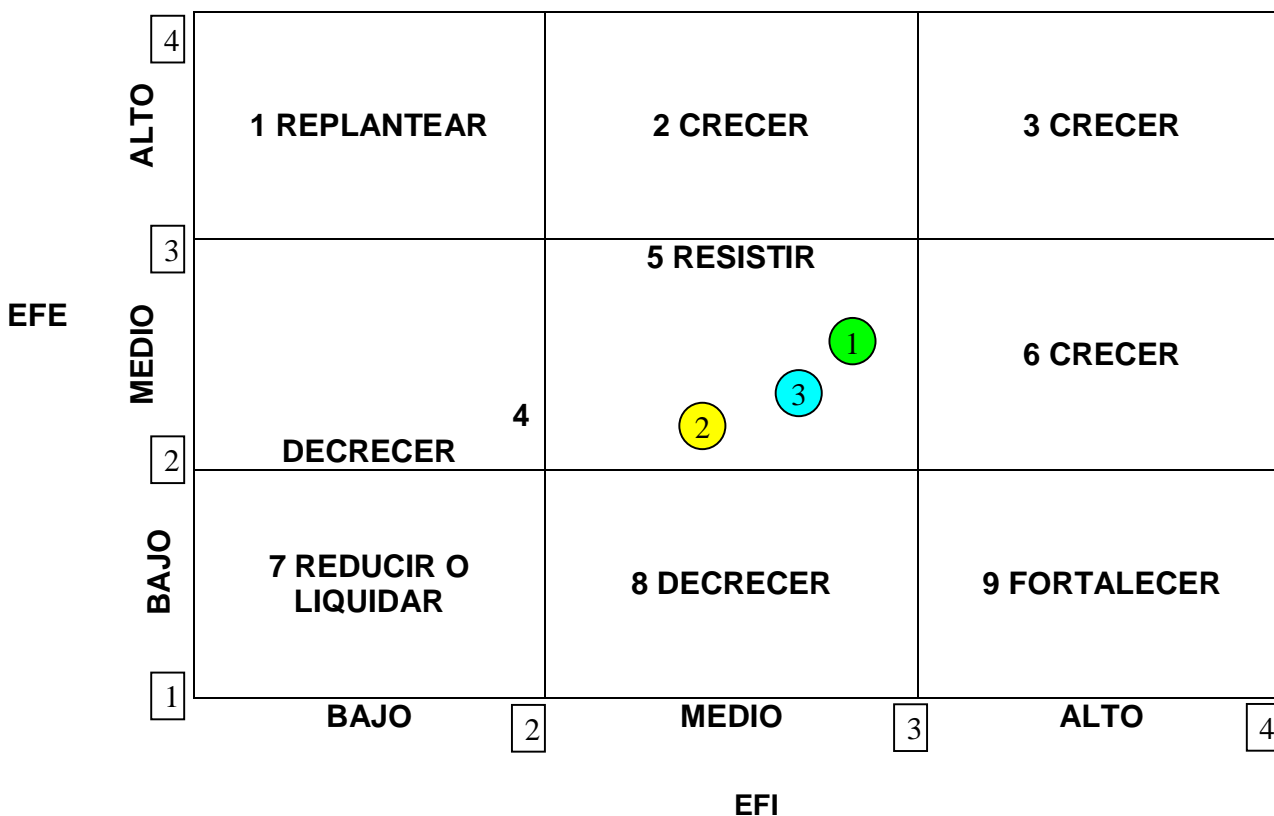 4
ALTO
1 REPLANTEAR
2 CRECER
3 CRECER
3
EFE
MEDIO
5 RESISTIR
1
3
2
6 CRECER
4
DECRECER
2
BAJO
7 REDUCIR O
LIQUIDAR
8 DECRECER
9 FORTALECER
1
BAJO
2
MEDIO
3
ALTO
4
EFI